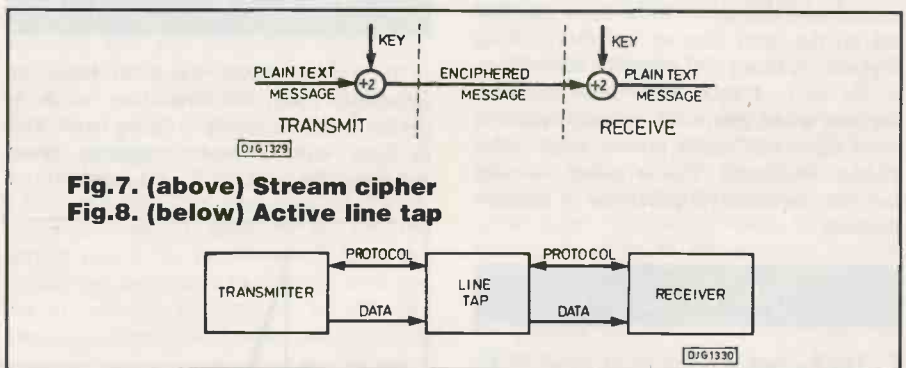 KEY
KEY
PLAIN TEXT
MESSAGE
+2
ENCIPHERED
MESSAGE
+2
PLAIN TEXT
MESSAGE
TRANSMIT
RECEIVE
DJG1329
Fig.7. (above) Stream cipher
Fig.8. (below) Active line tap
TRANSMITTER
PROTOCOL
DATA
LINE
TAP
PROTOCOL
DATA
RECEIVER
DJG1330